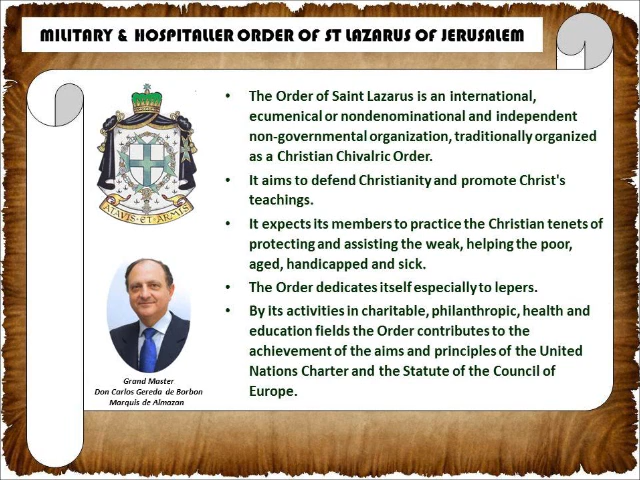 MILITARY & HOSPITALLER ORDER OF ST LAZARUS OF JERUSALEM
• The Order of Saint Lazarus is an international,
ecumenical or nondenominational and independent
non-governmental organization, traditionally organized
as a Christian Chivalric Order.
• It aims to defend Christianity and promote Christ's
teachings.
• It expects its members to practice the Christian tenets of
protecting and assisting the weak, helping the poor,
aged, handicapped and sick.
• The Order dedicates itself especially to lepers.
• By its activities in charitable, philanthropic, health and
education fields the Order contributes to the
achievement of the aims and principles of the United
Nations Charter and the Statute of the Council of
Europe.
ATAVIS·ET·ARMIS
Grand Master
Don Carlos Gereda de Borbon
Marquis de Almazan